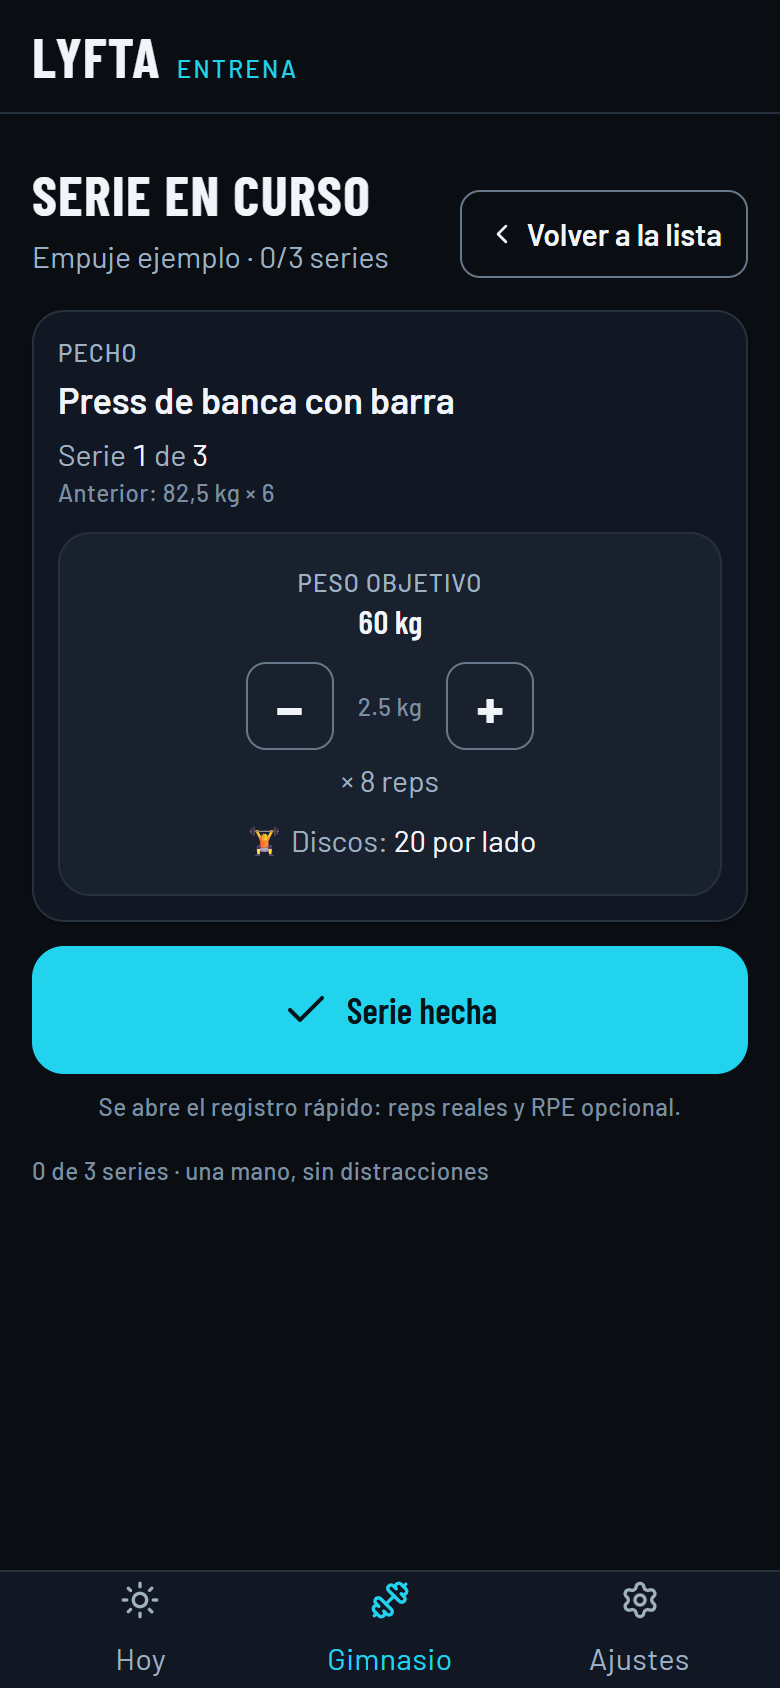 LYFTA ENTRENA
SERIE EN CURSO
Empuje ejemplo · 0/3 series
Volver a la lista
PECHO
Press de banca con barra
Serie 1 de 3
Anterior: 82,5 kg × 6
PESO OBJETIVO
60 kg
− 2.5 kg +
× 8 reps
Discos: 20 por lado
Serie hecha
Se abre el registro rápido: reps reales y RPE opcional.
0 de 3 series · una mano, sin distracciones
Hoy Gimnasio Ajustes